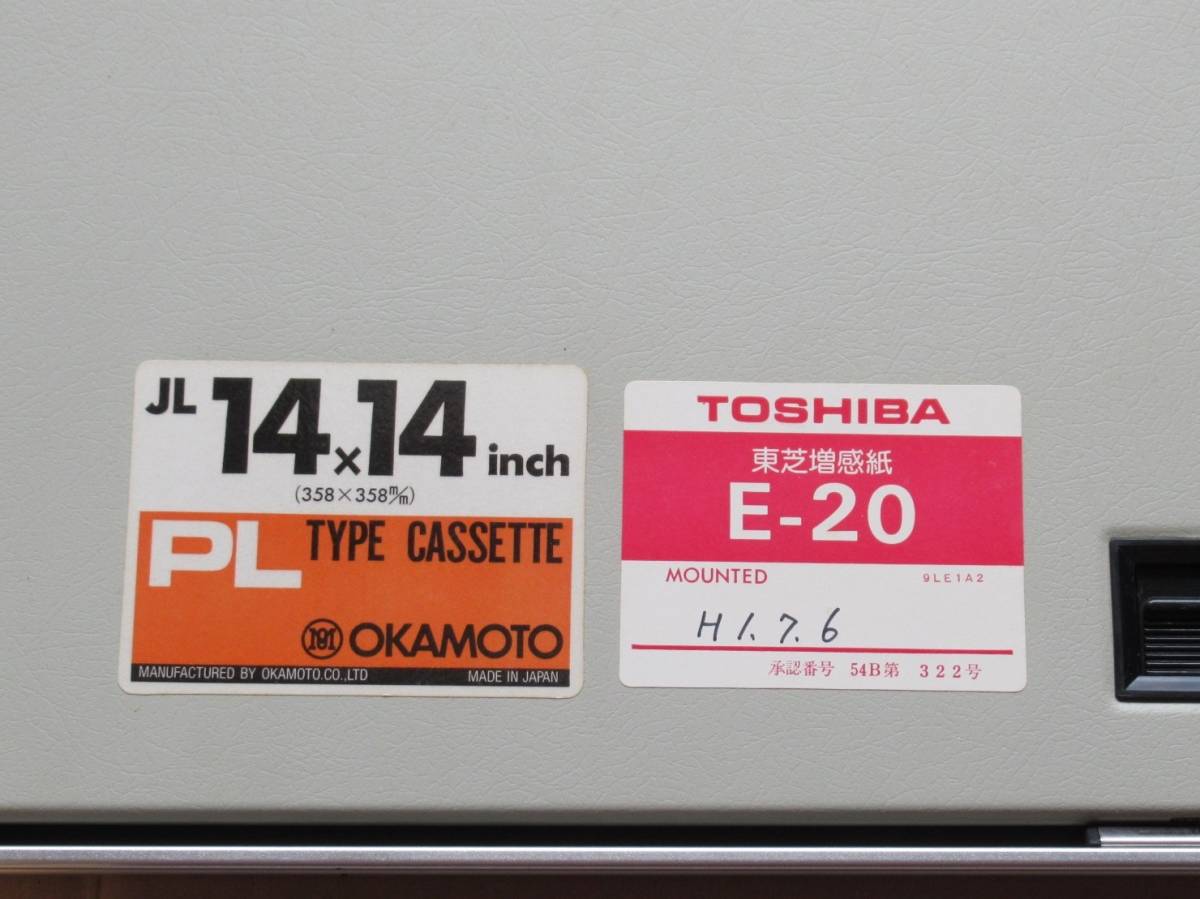 JL 14×14 inch
(358×358m/m)
PL TYPE CASSETTE
OKAMOTO
MANUFACTURED BY OKAMOTO.CO.,LTD MADE IN JAPAN
TOSHIBA
東芝増感紙
E-20
MOUNTED 9LE1A2
H1.7.6
承認番号 54B第 322号